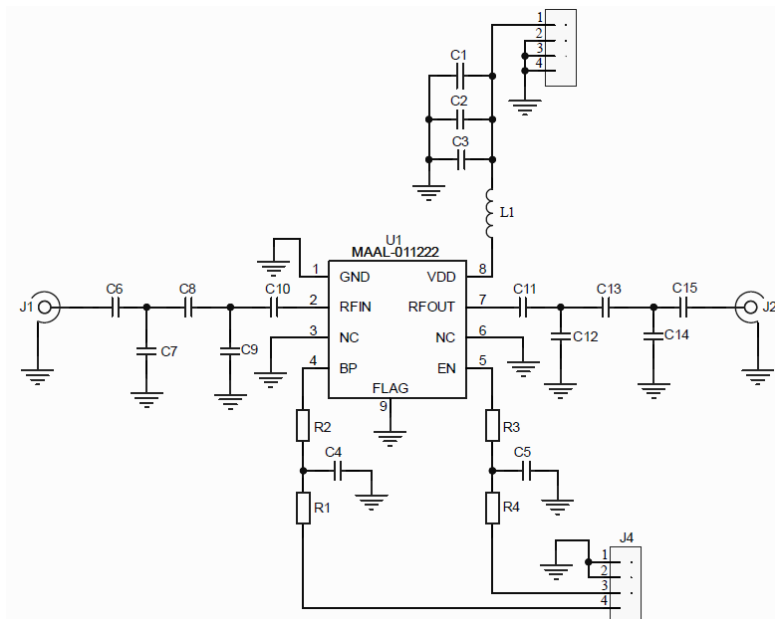 1
2
3
4
C1
C2
C3
L1
U1
MAAL-011222
1 GND VDD 8
J1 C6 C8 C10 2 RFIN RFOUT 7 C11 C13 C15 J2
3 NC NC 6
C7 C9 C12 C14
4 BP EN 5
FLAG
9
R2 R3
C4 C5
R1 R4
J4
1
2
3
4